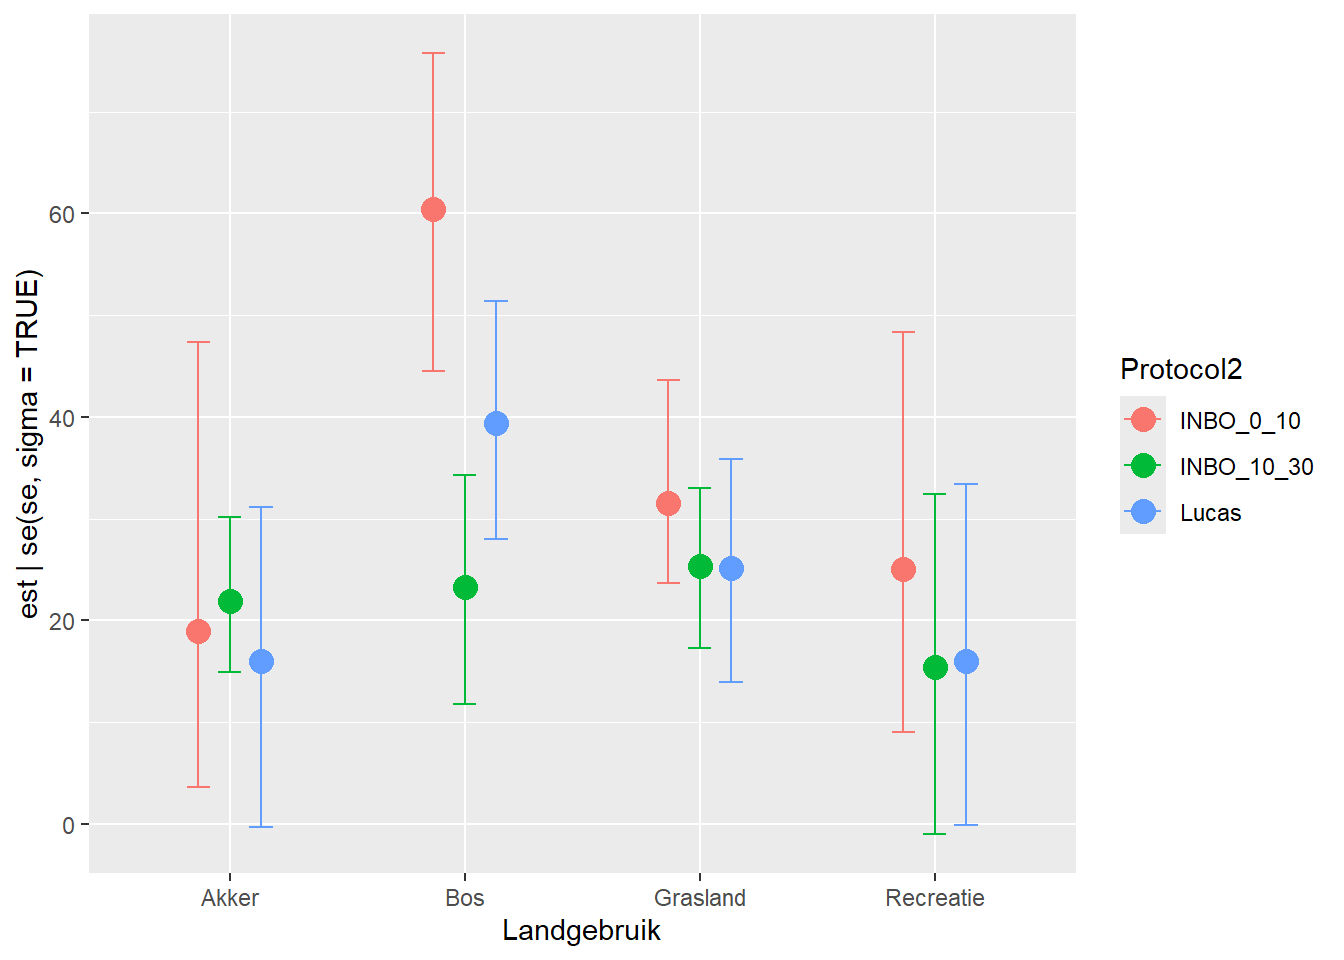 est | se(se, sigma = TRUE)
60
40
20
0
Akker Bos Grasland Recreatie
Landgebruik
Protocol2
INBO_0_10
INBO_10_30
Lucas